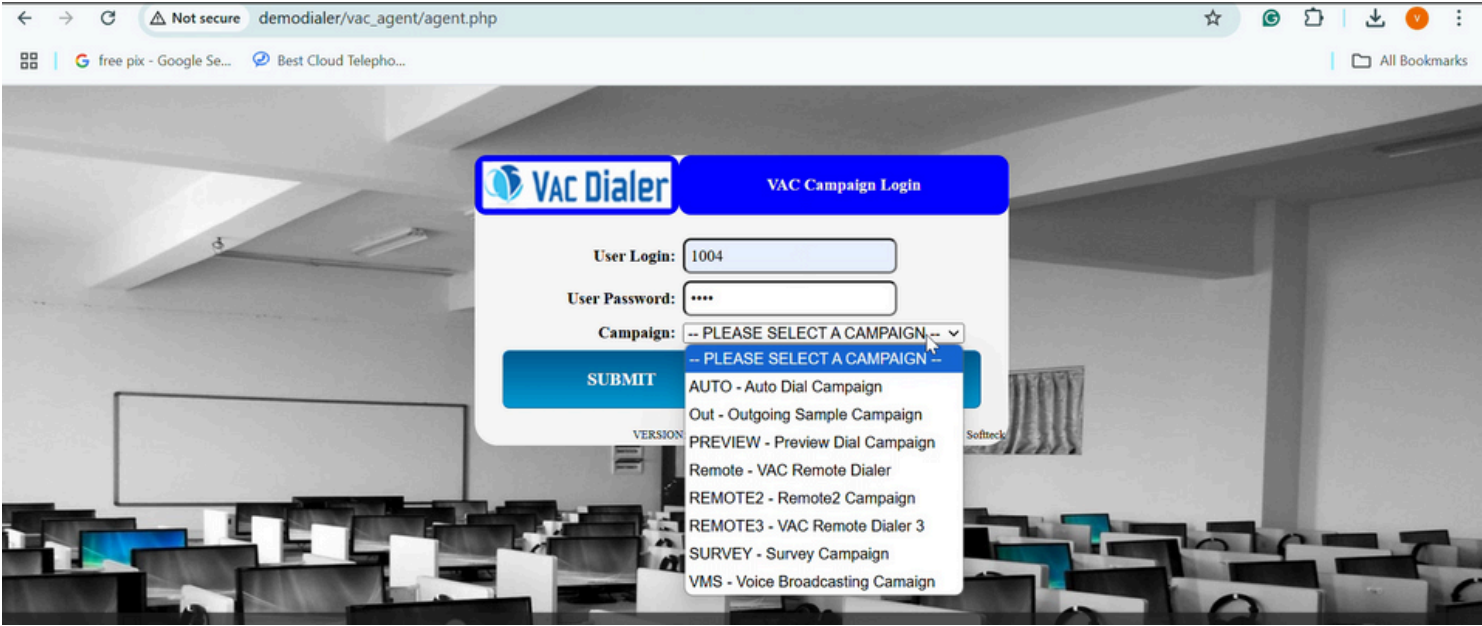 Not secure demodialer/vac_agent/agent.php
free pix - Google Se... Best Cloud Telepho... All Bookmarks
VAC Dialer VAC Campaign Login
User Login: 1004
User Password: ••••
Campaign: -- PLEASE SELECT A CAMPAIGN --
-- PLEASE SELECT A CAMPAIGN --
SUBMIT
AUTO - Auto Dial Campaign
Out - Outgoing Sample Campaign
PREVIEW - Preview Dial Campaign
VERSION Softteck
Remote - VAC Remote Dialer
REMOTE2 - Remote2 Campaign
REMOTE3 - VAC Remote Dialer 3
SURVEY - Survey Campaign
VMS - Voice Broadcasting Camaign